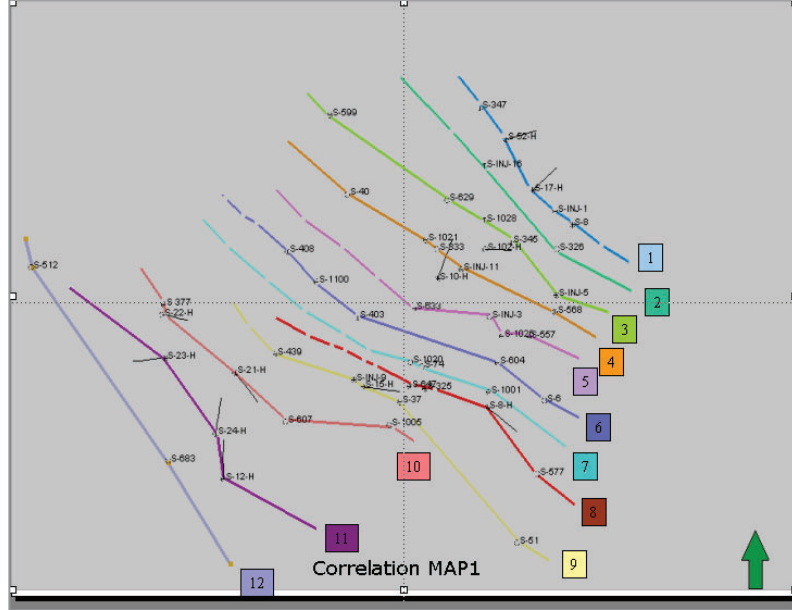 S-347
S-599
S-52-H
S-INJ-16
S-17-H
S-40
S-629
S-INJ-1
S-1028
S-8
S-1021
S-345
S-408
S-833
S-102-H
S-326
1
S-512
S-INJ-11
S-10-H
S-1100
2
S-INJ-5
S-377
S-633
S-22-H
S-403
S-INJ-3
S-568
3
S-1026
S-557
S-439
S-23-H
S-1020
S-604
4
S-74
S-21-H
S-INJ-9
5
S-15-H
S-325
S-1001
S-37
S-8-H
S-6
S-607
S-1005
6
S-24-H
10
S-683
7
S-12-H
S-577
8
11
S-51
Correlation MAP1
9
12